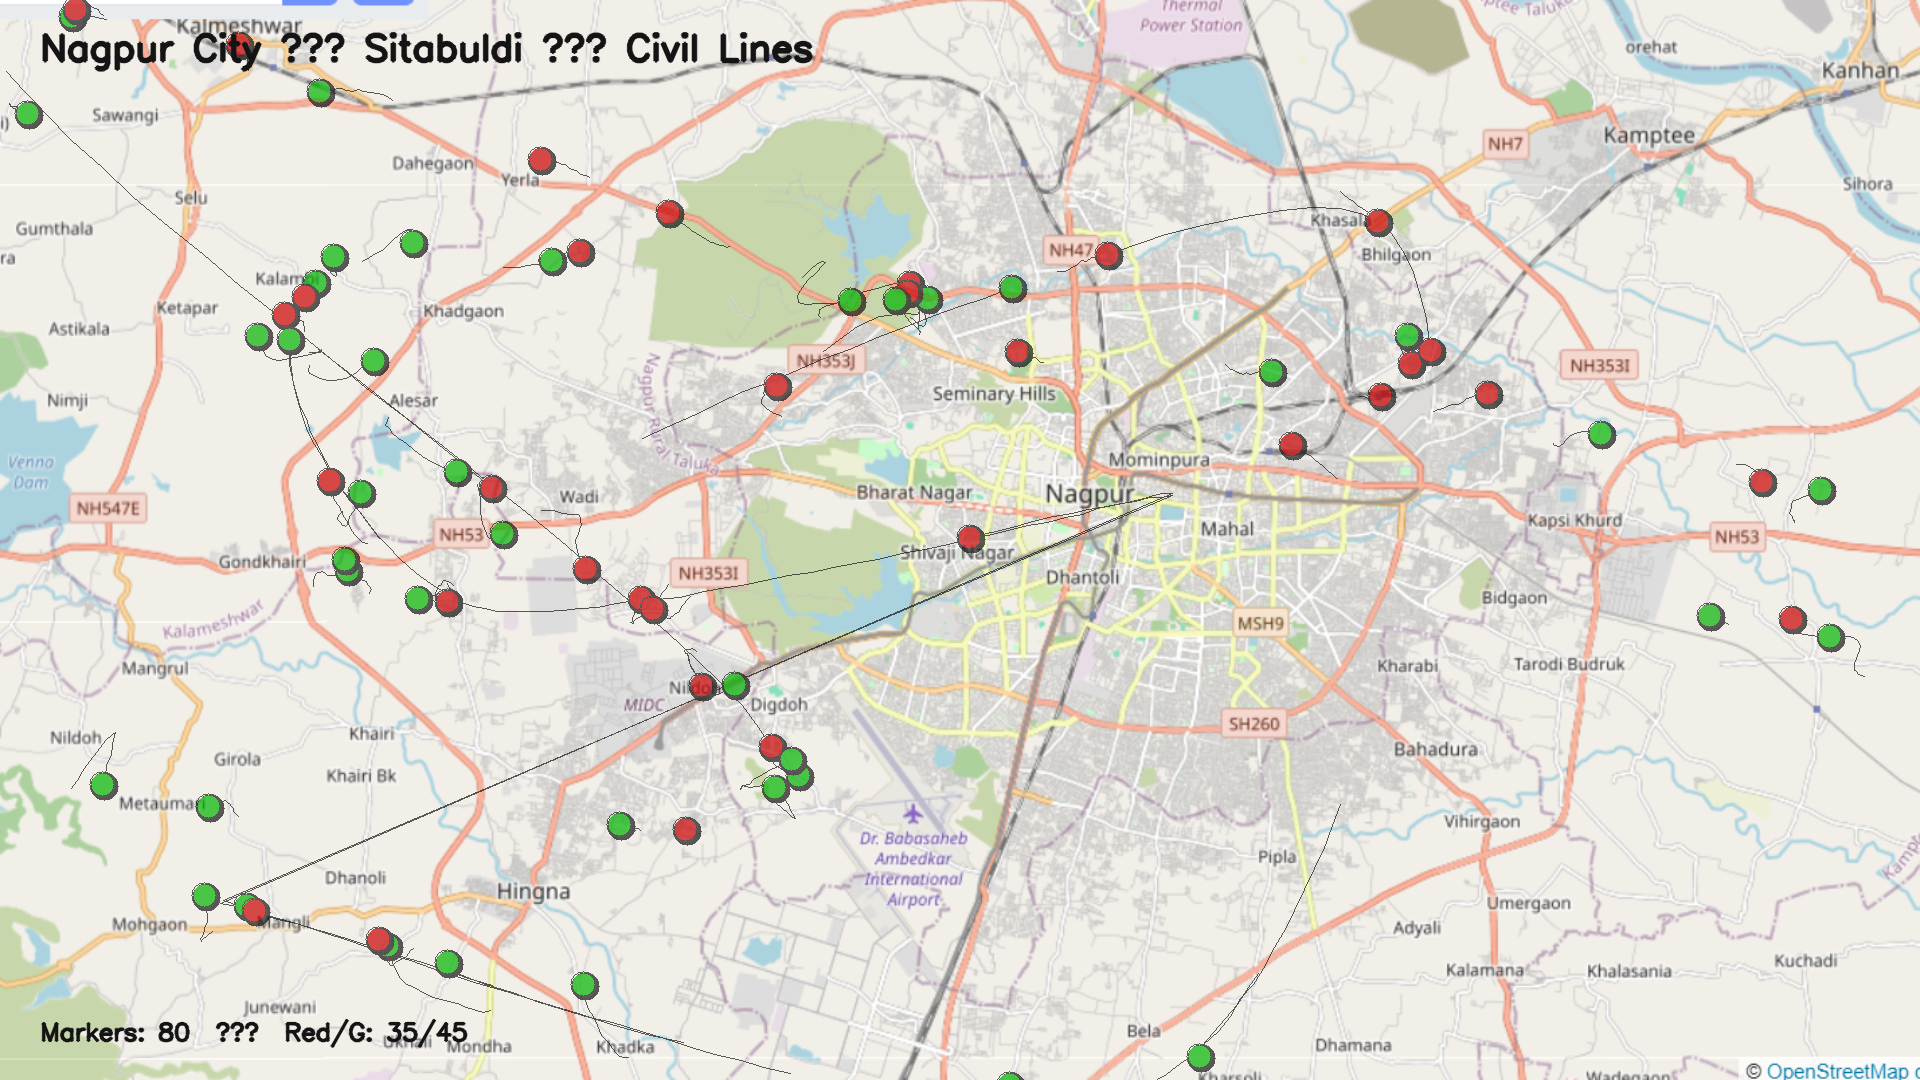 Thermal
Power Station
Kalmeshwar
Nagpur City ??? Sitabuldi ??? Civil Lines
orehat
Kanhan
Sawangi
Kamptee
NH7
Dahegaon
Yerla
Sihora
Selu
Gumthala
Khasala
NH47
Bhilgaon
Ketapar
Khadgaon
Astikala
NH353J
NH353I
Seminary Hills
Nimji
Alesar
Nagpur Rural Taluka
Mominpura
Venna
Dam
Wadi
Bharat Nagar
Nagpur
NH547E
Kapsi Khurd
Mahal
NH53
NH53
Shivaji Nagar
Gondkhairi
NH353I
Dhantoli
Bidgaon
Kalameshwar
MSH9
Mangrul
Kharabi
Tarodi Budruk
MIDC
Digdoh
SH260
Nildoh
Khairi
Bahadura
Girola
Khairi Bk
Metaumari
Vihirgaon
Dr. Babasaheb
Ambedkar
International
Airport
Pipla
Dhanoli
Hingna
Umergaon
Mohgaon
Mangli
Adyali
Kuchadi
Kalamana
Khalasania
Junewani
Markers: 80 ??? Red/G: 35/45
Mondha
Khadka
Bela
Dhamana
Kharsoli
Wadegaon
© OpenStreetMap c